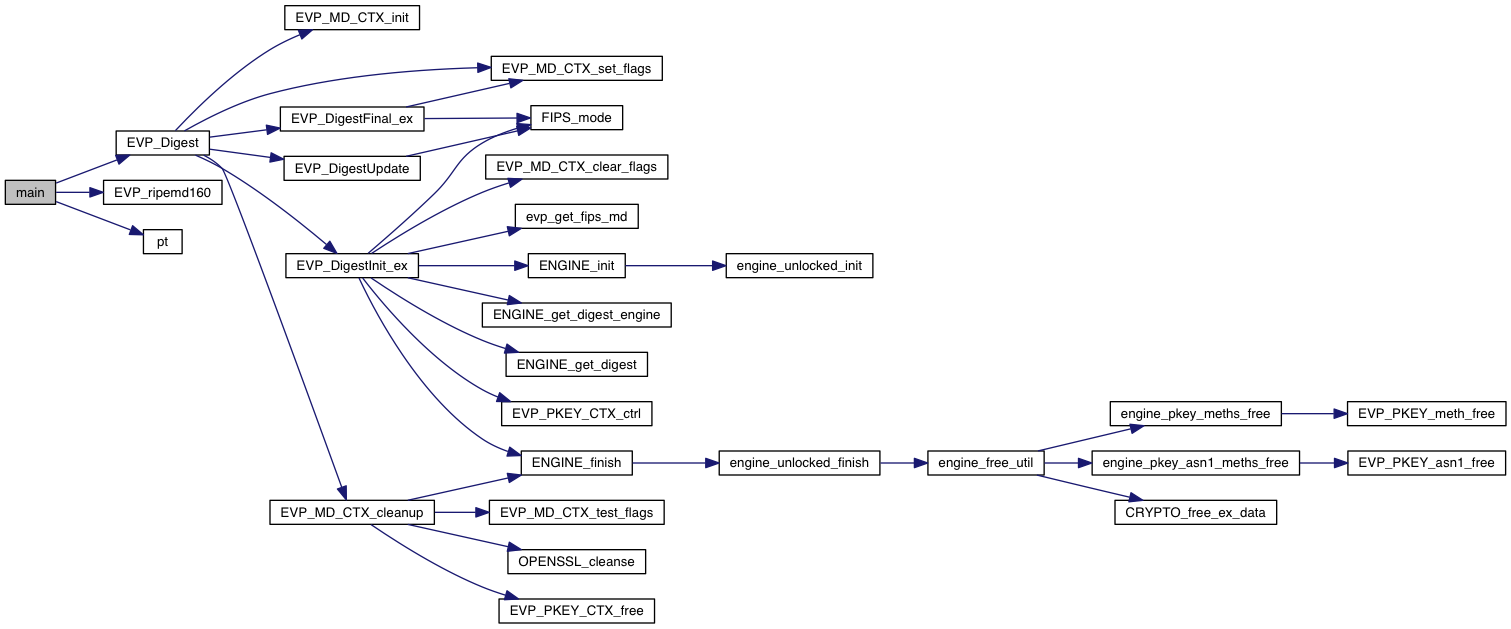 EVP_MD_CTX_init
EVP_MD_CTX_set_flags
EVP_DigestFinal_ex
FIPS_mode
EVP_Digest
EVP_DigestUpdate
EVP_MD_CTX_clear_flags
main
EVP_ripemd160
evp_get_fips_md
pt
EVP_DigestInit_ex
ENGINE_init
engine_unlocked_init
ENGINE_get_digest_engine
ENGINE_get_digest
EVP_PKEY_CTX_ctrl
engine_pkey_meths_free
EVP_PKEY_meth_free
ENGINE_finish
engine_unlocked_finish
engine_free_util
engine_pkey_asn1_meths_free
EVP_PKEY_asn1_free
EVP_MD_CTX_cleanup
EVP_MD_CTX_test_flags
CRYPTO_free_ex_data
OPENSSL_cleanse
EVP_PKEY_CTX_free